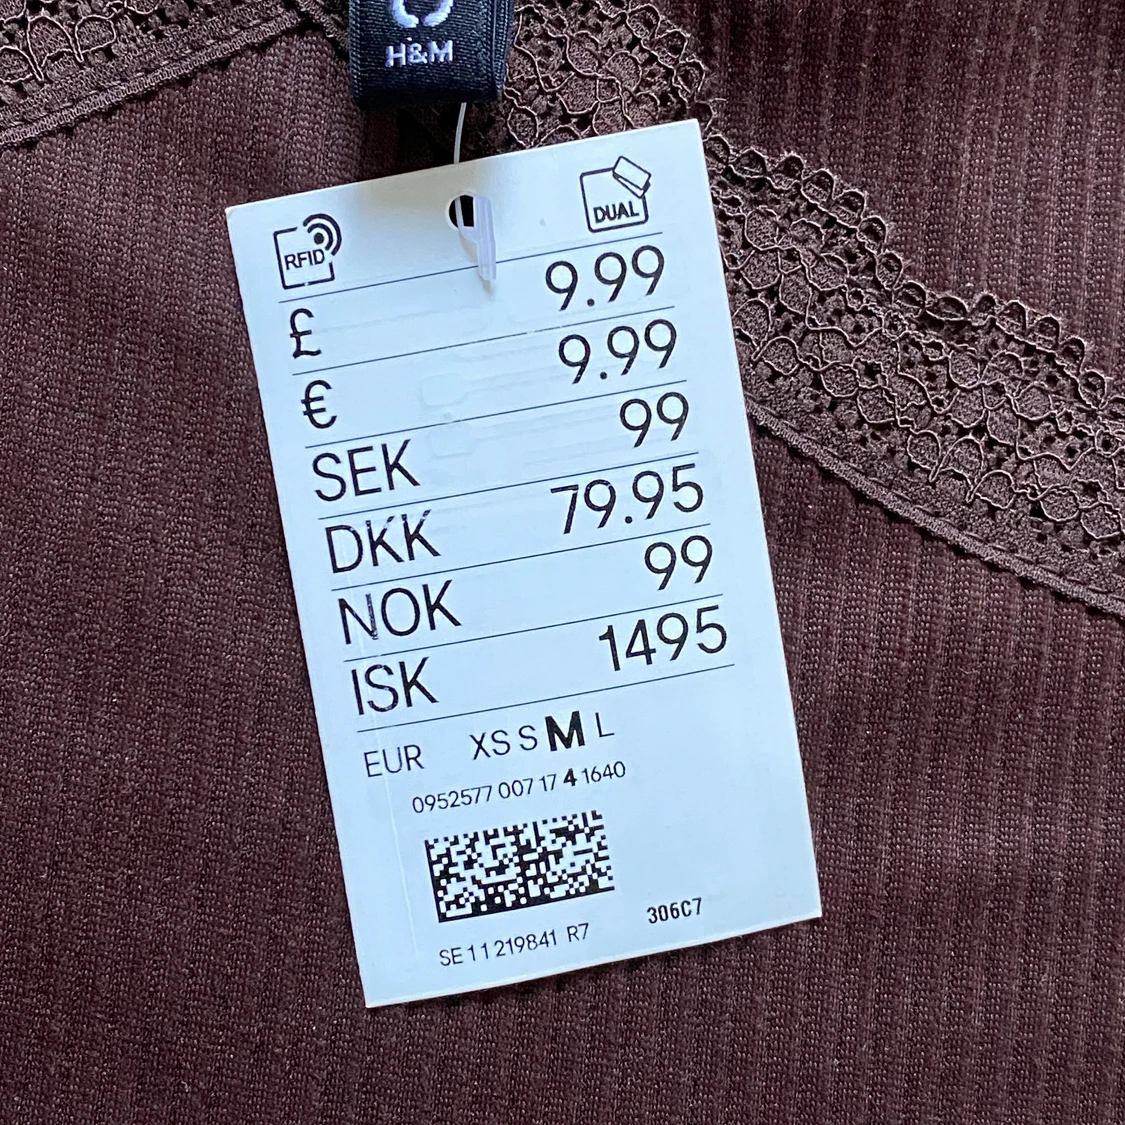 H&M
RFID
DUAL
£ 9.99
€ 9.99
SEK 99
DKK 79.95
NOK 99
ISK 1495
EUR XS S M L
0952577 007 17 4 1640
SE 11 219841 R7
306C7